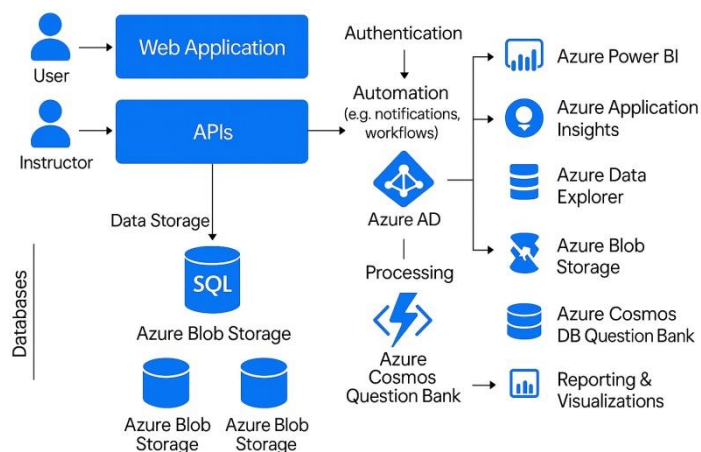 User
Web Application
Instructor
APIs
Data Storage
Databases
SQL
Azure Blob Storage
Azure Blob
Storage
Azure Blob
Storage
Authentication
Automation
(e.g. notifications,
workflows)
Azure AD
Processing
Azure
Cosmos
Question Bank
Azure Power BI
Azure Application
Insights
Azure Data
Explorer
Azure Blob
Storage
Azure Cosmos
DB Question Bank
Reporting &
Visualizations